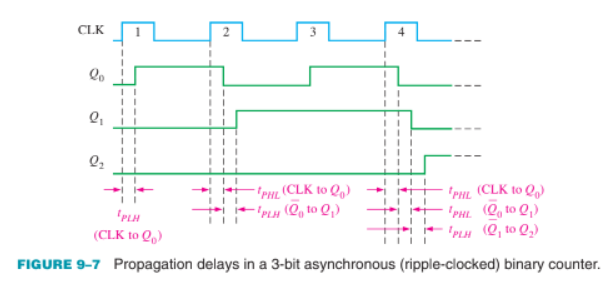 CLK 1 2 3 4
Q0
Q1
Q2
tPHL (CLK to Q0) tPHL (CLK to Q0)
tPLH (Q̅0 to Q1) tPHL (Q̅0 to Q1)
tPLH tPLH (Q̅1 to Q2)
(CLK to Q0)
FIGURE 9–7 Propagation delays in a 3-bit asynchronous (ripple-clocked) binary counter.